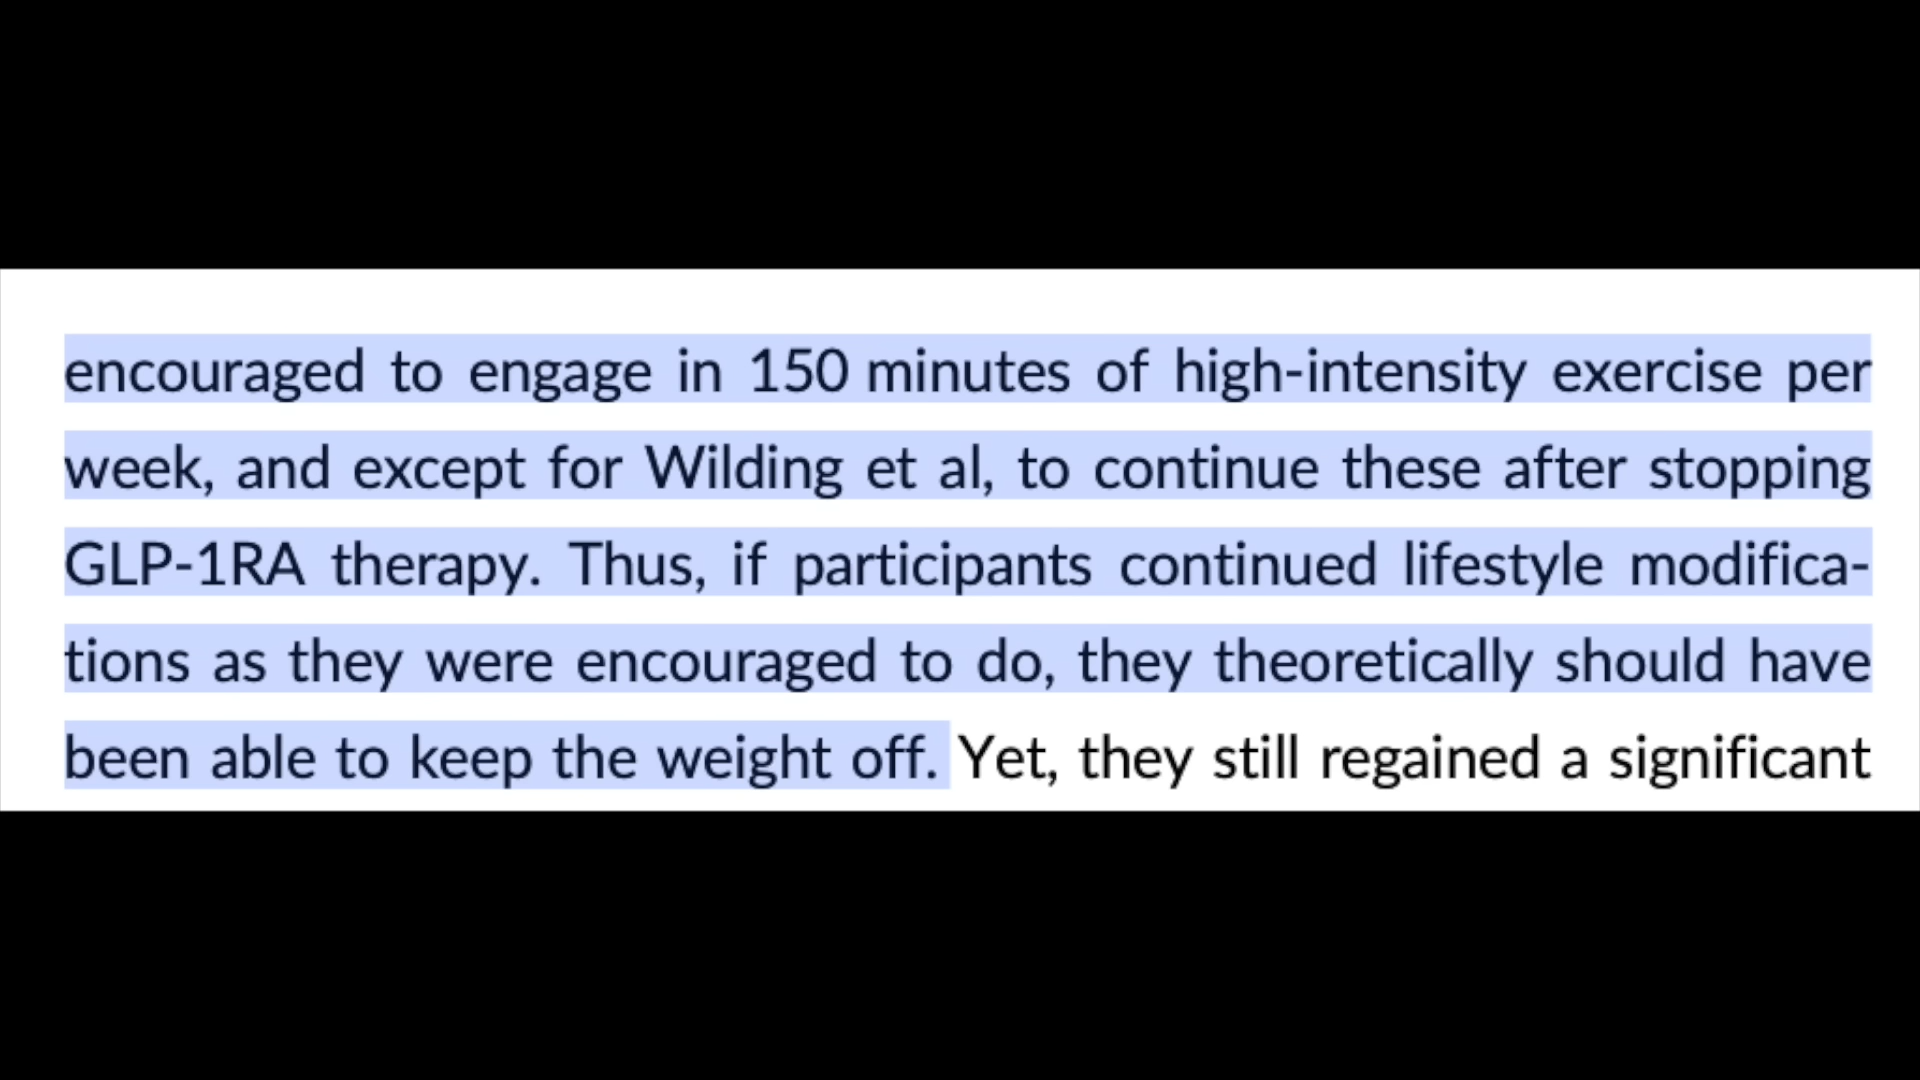 encouraged to engage in 150 minutes of high-intensity exercise per
week, and except for Wilding et al, to continue these after stopping
GLP-1RA therapy. Thus, if participants continued lifestyle modifica-
tions as they were encouraged to do, they theoretically should have
been able to keep the weight off. Yet, they still regained a significant